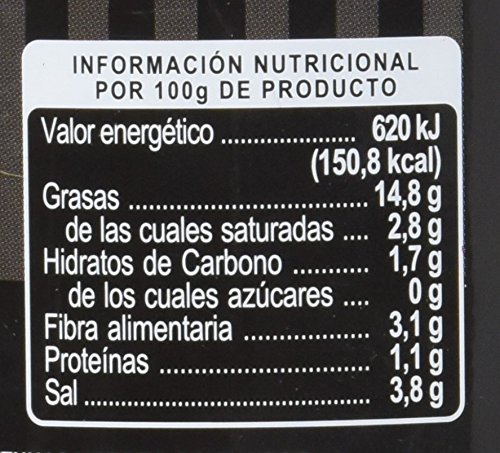 INFORMACIÓN NUTRICIONAL
POR 100g DE PRODUCTO
Valor energético .................... 620 kJ
(150,8 kcal)
Grasas .................................... 14,8 g
de las cuales saturadas .... 2,8 g
Hidratos de Carbono ........... 1,7 g
de los cuales azúcares .... 0 g
Fibra alimentaria .................. 3,1 g
Proteínas ............................... 1,1 g
Sal .......................................... 3,8 g